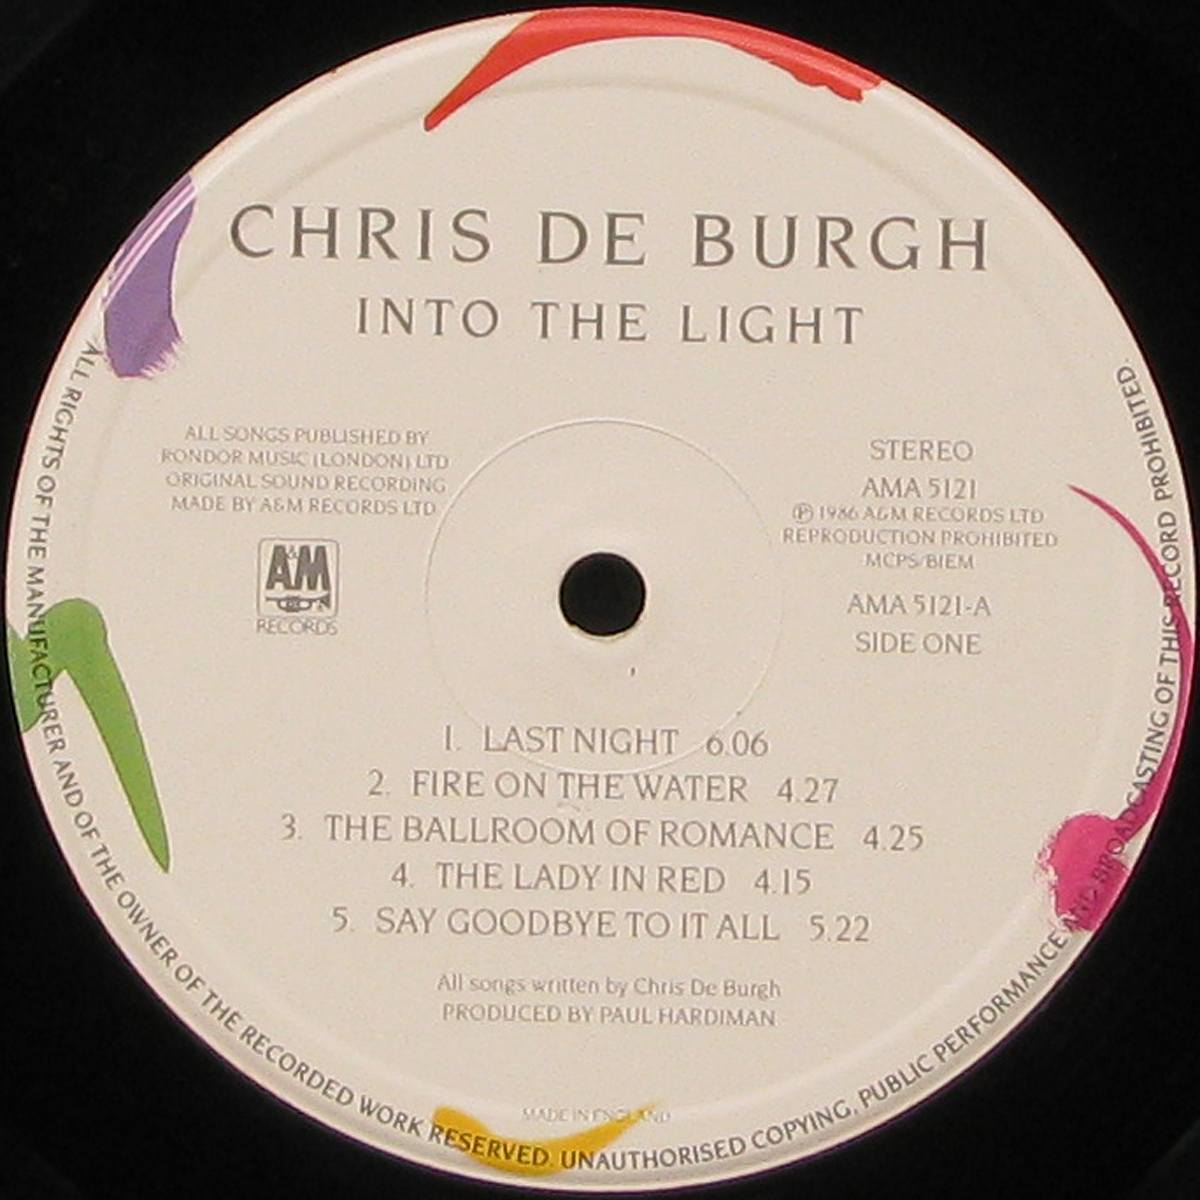 CHRIS DE BURGH
INTO THE LIGHT
ALL SONGS PUBLISHED BY
RONDOR MUSIC (LONDON) LTD
ORIGINAL SOUND RECORDING
MADE BY A&M RECORDS LTD
A&M
RECORDS
STEREO
AMA 5121
Ⓟ 1986 A&M RECORDS LTD
REPRODUCTION PROHIBITED
MCPS/BIEM
AMA 5121-A
SIDE ONE
1. LAST NIGHT 6.06
2. FIRE ON THE WATER 4.27
3. THE BALLROOM OF ROMANCE 4.25
4. THE LADY IN RED 4.15
5. SAY GOODBYE TO IT ALL 5.22
All songs written by Chris De Burgh
PRODUCED BY PAUL HARDIMAN
MADE IN ENGLAND
ALL RIGHTS OF THE MANUFACTURER AND OF THE OWNER OF THE RECORDED WORK RESERVED. UNAUTHORISED COPYING, PUBLIC PERFORMANCE AND BROADCASTING OF THIS RECORD PROHIBITED.